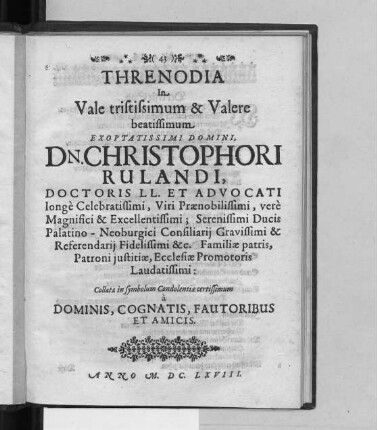 43
THRENODIA
In
Vale tristissimum & Valere
beatissimum
EXOPTATISSIMI DOMINI,
DN. CHRISTOPHORI
RULANDI,
DOCTORIS LL. ET ADVOCATI
longè Celebratissimi, Viri Prænobilissimi, verè
Magnifici & Excellentissimi; Serenissimi Ducis
Palatino-Neoburgici Consiliarij Gravissimi &
Referendarij Fidelissimi &c. Familiæ patris,
Patroni justitiæ, Ecclesiæ Promotoris
Laudatissimi:
Collata in symbolum Condolentiæ certissimum
à
DOMINIS, COGNATIS, FAUTORIBUS
ET AMICIS.
ANNO M. DC. LXVIII.